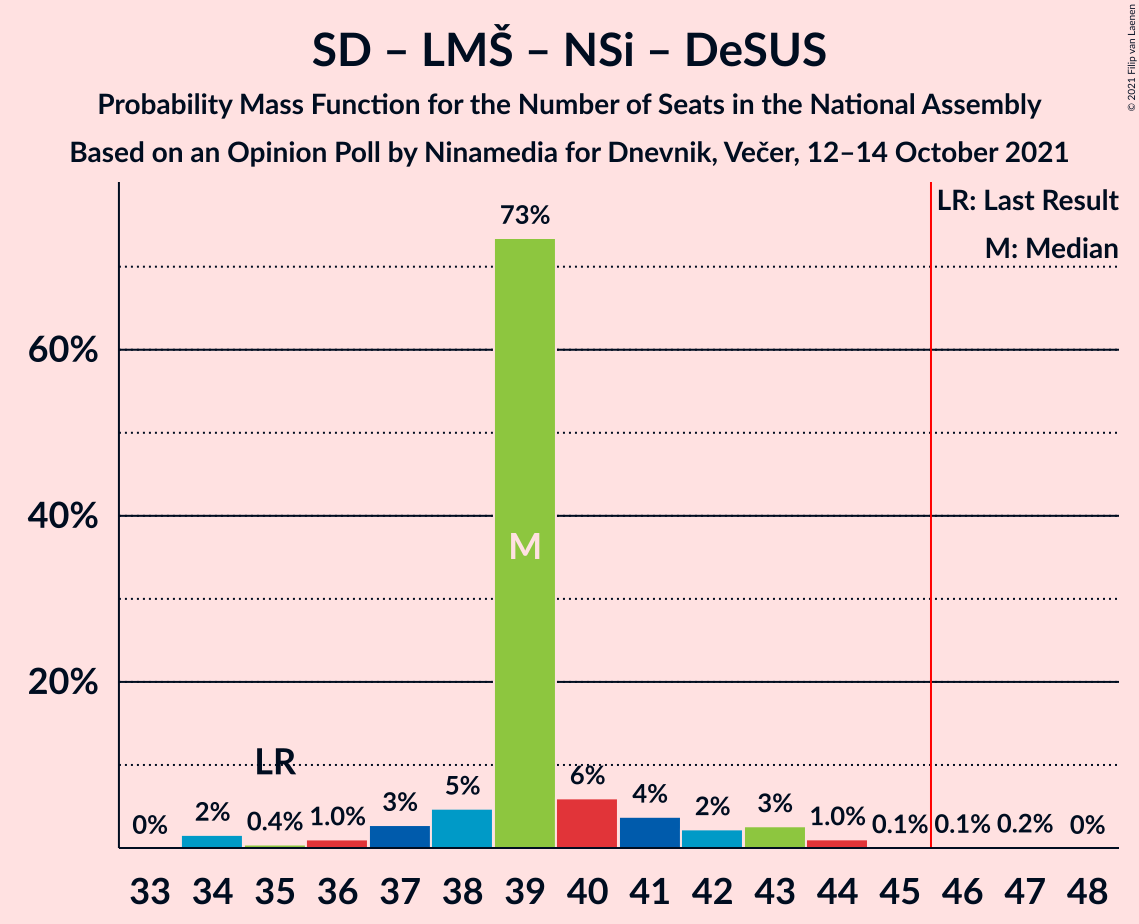 SD – LMŠ – NSi – DeSUS
Probability Mass Function for the Number of Seats in the National Assembly
Based on an Opinion Poll by Ninamedia for Dnevnik, Večer, 12–14 October 2021
© 2021 Filip van Laenen
LR: Last Result
M: Median
73%
60%
40%
20%
M
LR
0%
2%
0.4%
1.0%
3%
5%
6%
4%
2%
3%
1.0%
0.1%
0.1%
0.2%
0%
33 34 35 36 37 38 39 40 41 42 43 44 45 46 47 48